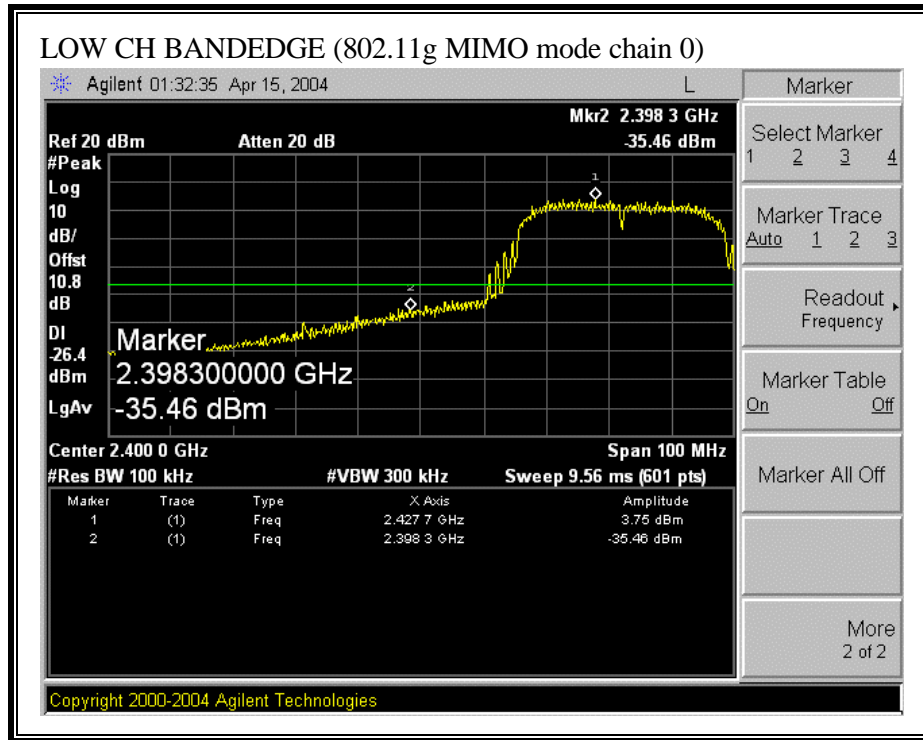 LOW CH BANDEDGE (802.11g MIMO mode chain 0)
Agilent 01:32:35 Apr 15, 2004 L
Mkr2 2.398 3 GHz
Ref 20 dBm Atten 20 dB -35.46 dBm
#Peak
Log
10
dB/
Offst
10.8
dB
DI
-26.4
dBm
LgAv
1
2
Marker
2.398300000 GHz
-35.46 dBm
Center 2.400 0 GHz Span 100 MHz
#Res BW 100 kHz #VBW 300 kHz Sweep 9.56 ms (601 pts)
Marker Trace Type X Axis Amplitude
1 (1) Freq 2.427 7 GHz 3.75 dBm
2 (1) Freq 2.398 3 GHz -35.46 dBm
Copyright 2000-2004 Agilent Technologies
Marker
Select Marker
1 2 3 4
Marker Trace
Auto 1 2 3
Readout
Frequency
Marker Table
On Off
Marker All Off
More
2 of 2